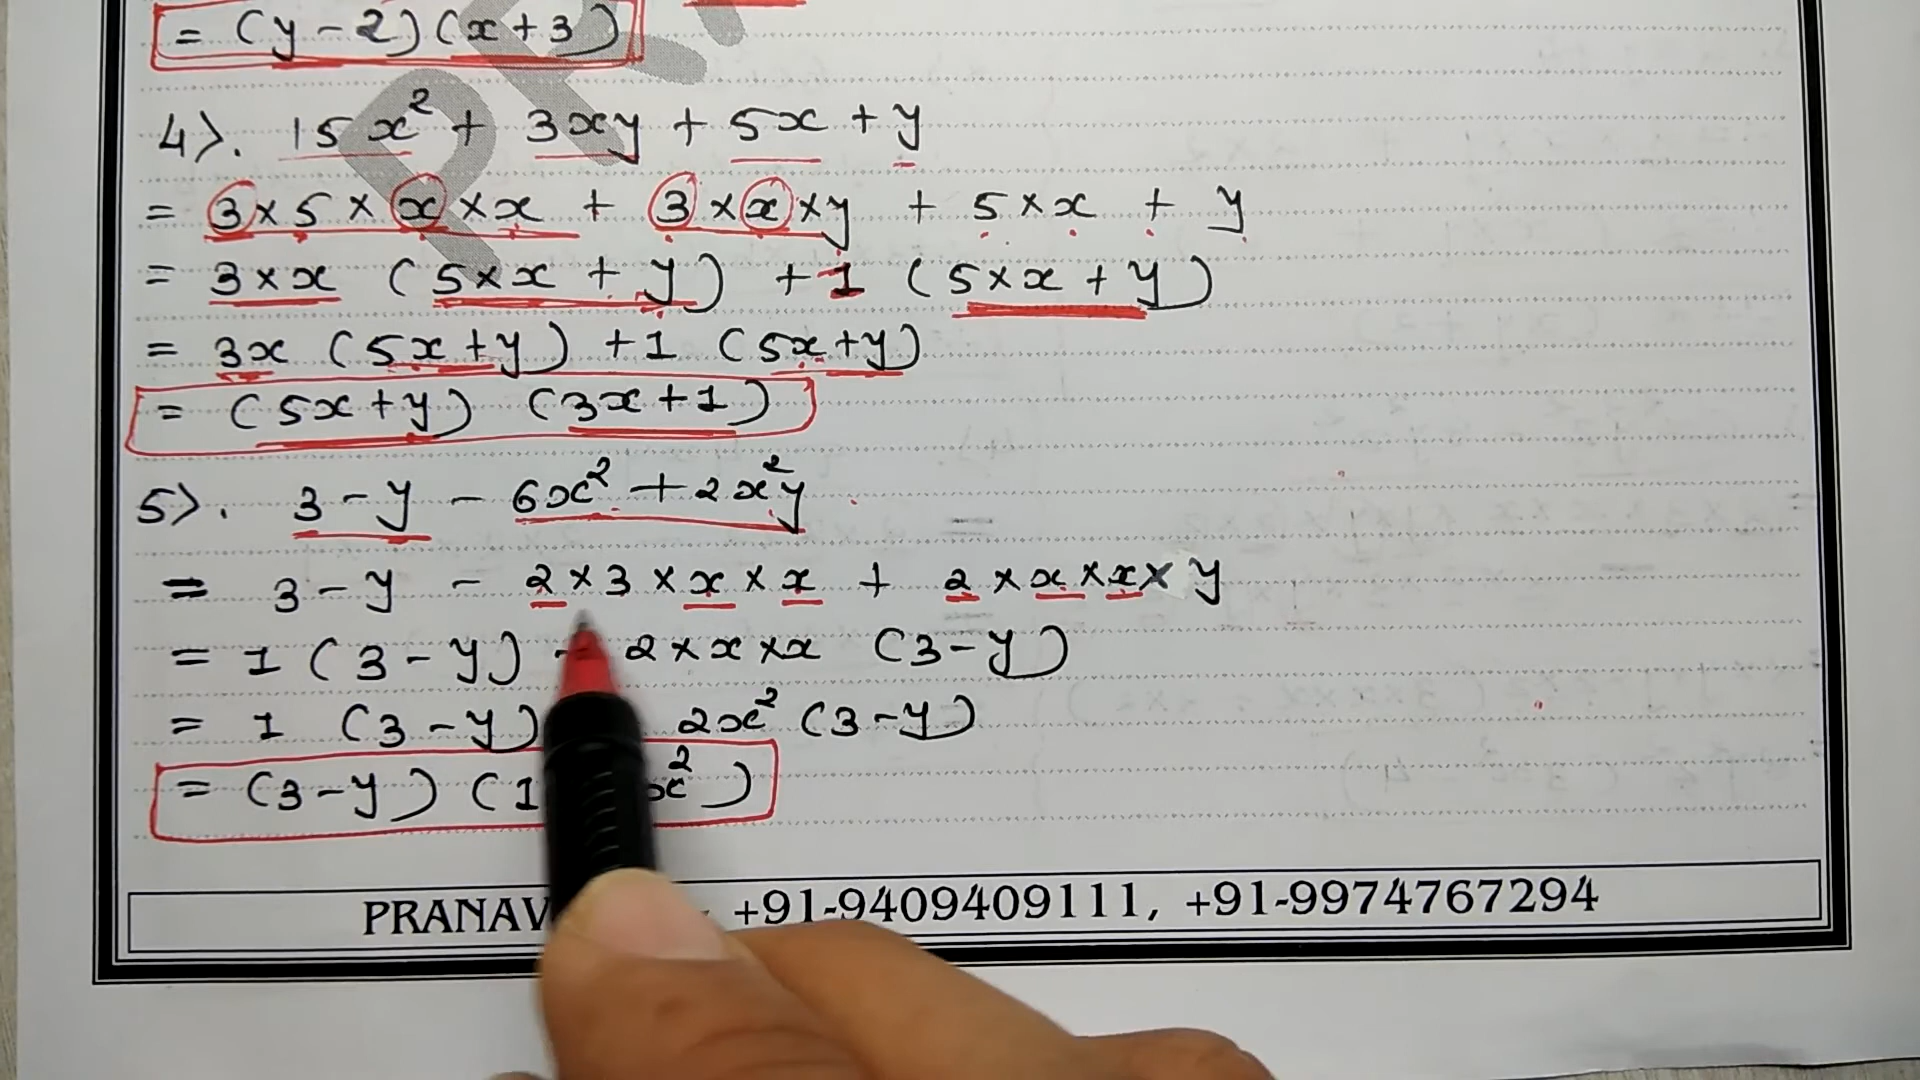 = (y - 2) (x + 3)
4>. 15x² + 3xy + 5x + y
= 3 × 5 × x × x + 3 × x × y + 5 × x + y
= 3 × x (5 × x + y) + 1 (5 × x + y)
= 3x (5x + y) + 1 (5x + y)
= (5x + y) (3x + 1)
5>. 3 - y - 6x² + 2x²y
= 3 - y - 2 × 3 × x × x + 2 × x × x × y
= 1 (3 - y) - 2 × x × x (3 - y)
= 1 (3 - y) 2x² (3 - y)
= (3 - y) (1 x²)
PRANAV +91-9409409111, +91-9974767294